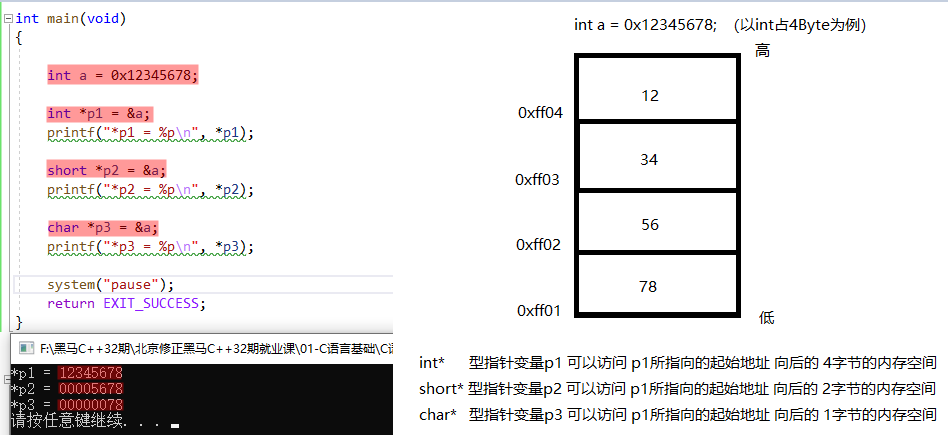 int main(void)
{
int a = 0x12345678;
int *p1 = &a;
printf("*p1 = %p\n", *p1);
short *p2 = &a;
printf("*p2 = %p\n", *p2);
char *p3 = &a;
printf("*p3 = %p\n", *p3);
system("pause");
return EXIT_SUCCESS;
}
F:\黑马C++32期\北京修正黑马C++32期就业课\01-C语言基础\C语
*p1 = 12345678
*p2 = 00005678
*p3 = 00000078
请按任意键继续. . .
int a = 0x12345678; （以int占4Byte为例）
高
12
0xff04
34
0xff03
56
0xff02
78
0xff01
低
int* 型指针变量p1 可以访问 p1所指向的起始地址 向后的 4字节的内存空间
short* 型指针变量p2 可以访问 p1所指向的起始地址 向后的 2字节的内存空间
char* 型指针变量p3 可以访问 p1所指向的起始地址 向后的 1字节的内存空间